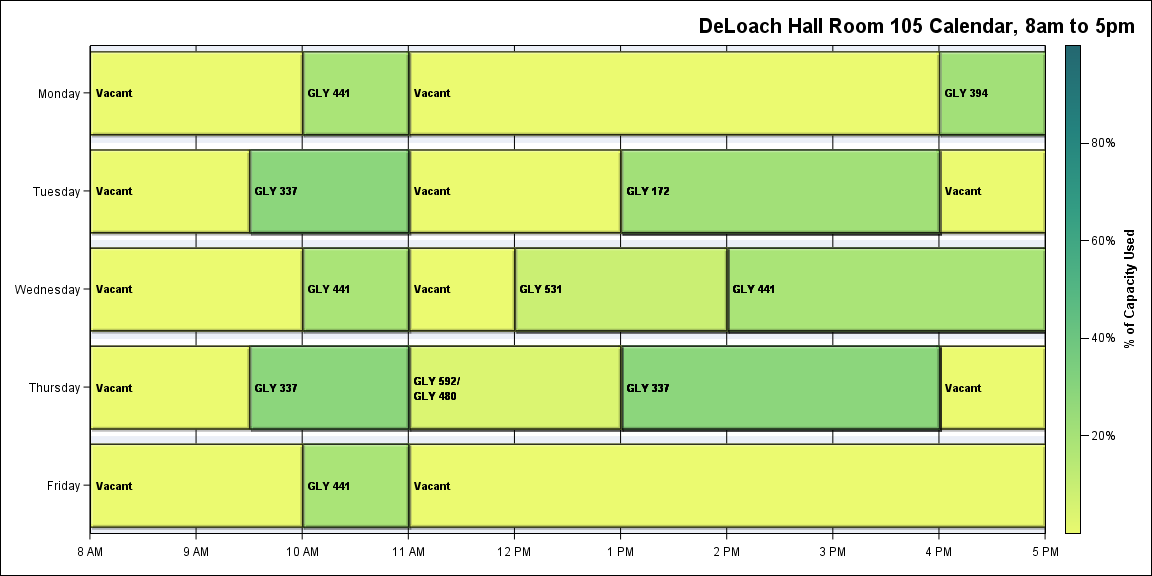 DeLoach Hall Room 105 Calendar, 8am to 5pm
Monday
Vacant
GLY 441
Vacant
GLY 394
Tuesday
Vacant
GLY 337
Vacant
GLY 172
Vacant
Wednesday
Vacant
GLY 441
Vacant
GLY 531
GLY 441
Thursday
Vacant
GLY 337
GLY 592/
GLY 480
GLY 337
Vacant
Friday
Vacant
GLY 441
Vacant
8 AM
9 AM
10 AM
11 AM
12 PM
1 PM
2 PM
3 PM
4 PM
5 PM
80%
60%
40%
20%
% of Capacity Used